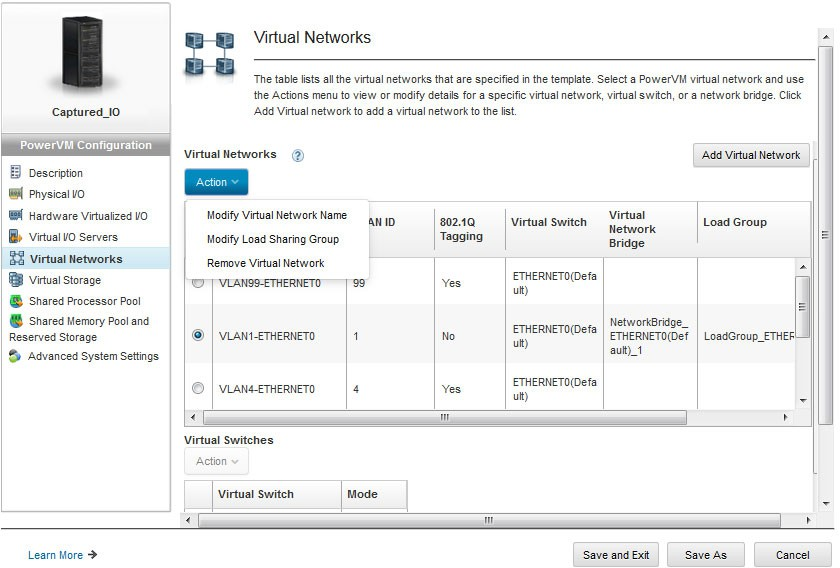 Captured_IO
PowerVM Configuration
Description
Physical I/O
Hardware Virtualized I/O
Virtual I/O Servers
Virtual Networks
Virtual Storage
Shared Processor Pool
Shared Memory Pool and
Reserved Storage
Advanced System Settings
Virtual Networks
The table lists all the virtual networks that are specified in the template. Select a PowerVM virtual network and use
the Actions menu to view or modify details for a specific virtual network, virtual switch, or a network bridge. Click
Add Virtual network to add a virtual network to the list.
Virtual Networks ?
Add Virtual Network
Action
Modify Virtual Network Name
Modify Load Sharing Group
Remove Virtual Network
AN ID
802.1Q
Tagging
Virtual Switch
Virtual
Network
Bridge
Load Group
VLAN99-ETHERNET0
99
Yes
ETHERNET0(Defa
ult)
VLAN1-ETHERNET0
1
No
ETHERNET0(Defa
ult)
NetworkBridge_
ETHERNET0(Def
ault)_1
LoadGroup_ETHER
VLAN4-ETHERNET0
4
Yes
ETHERNET0(Defa
ult)
Virtual Switches
Action
Virtual Switch
Mode
Learn More
Save and Exit
Save As
Cancel